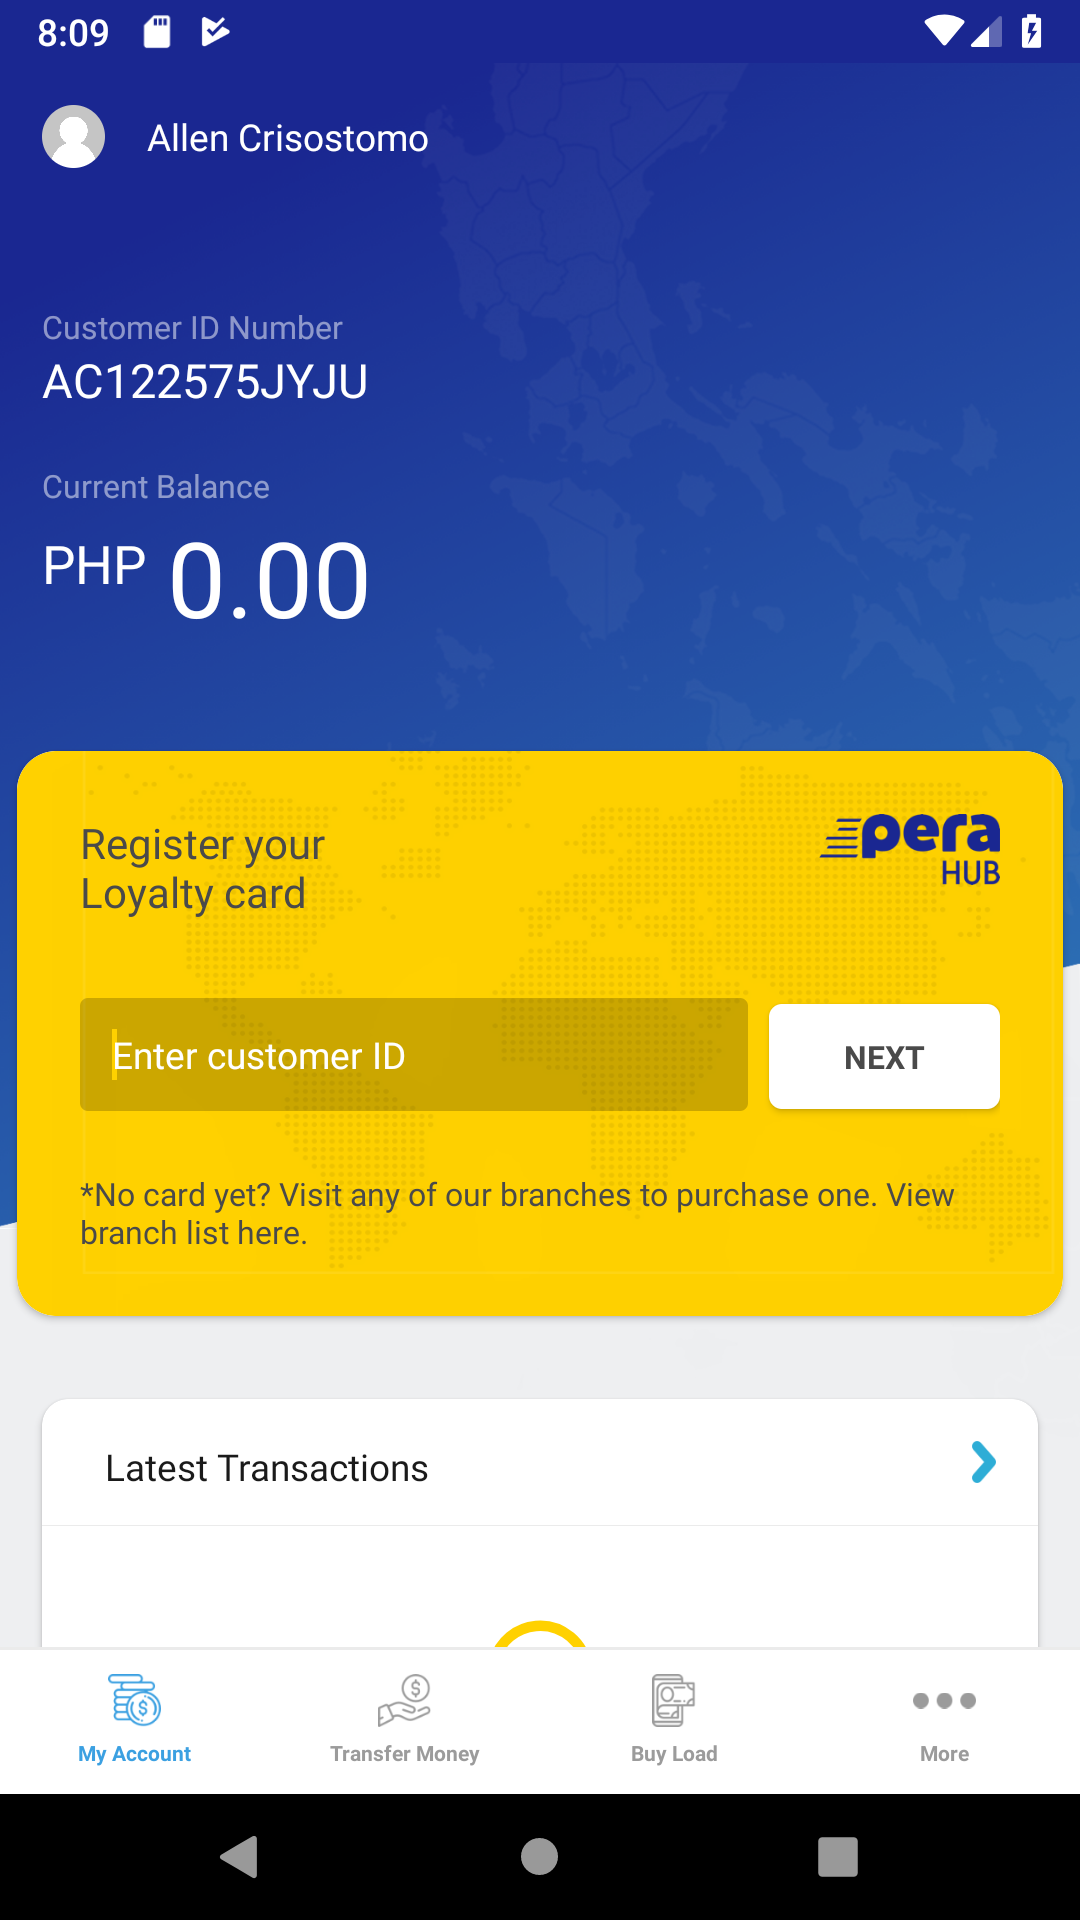 8:09
Allen Crisostomo
Customer ID Number
AC122575JYJU
Current Balance
PHP 0.00
Register your
Loyalty card
pera
HUB
Enter customer ID
NEXT
*No card yet? Visit any of our branches to purchase one. View
branch list here.
Latest Transactions
My Account
Transfer Money
Buy Load
More